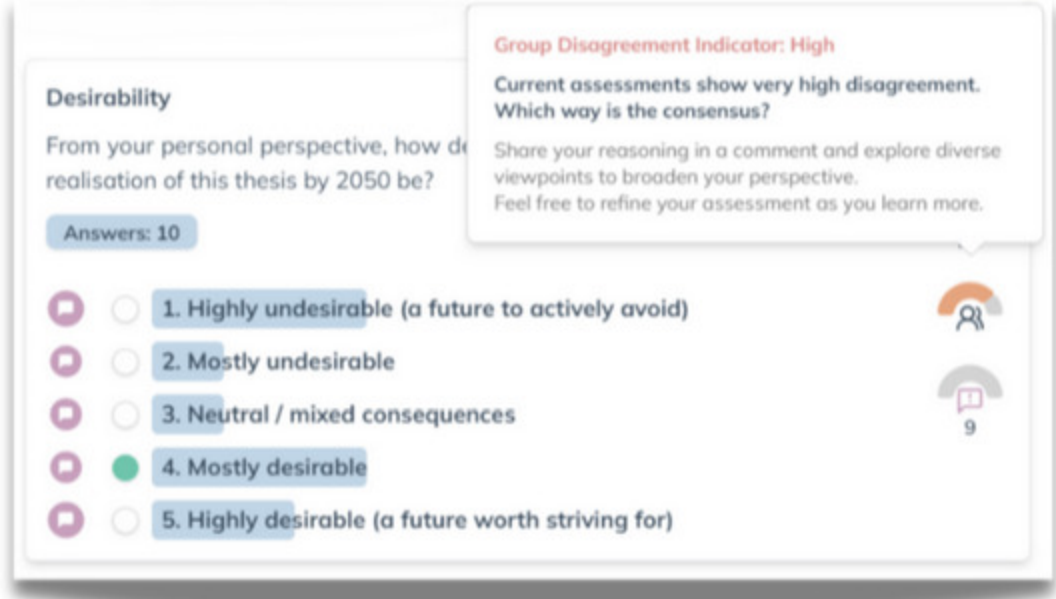 Group Disagreement Indicator: High
Current assessments show very high disagreement.
Which way is the consensus?
Share your reasoning in a comment and explore diverse
viewpoints to broaden your perspective.
Feel free to refine your assessment as you learn more.
Desirability
From your personal perspective, how de
realisation of this thesis by 2050 be?
Answers: 10
1. Highly undesirable (a future to actively avoid)
2. Mostly undesirable
3. Neutral / mixed consequences
4. Mostly desirable
5. Highly desirable (a future worth striving for)
9